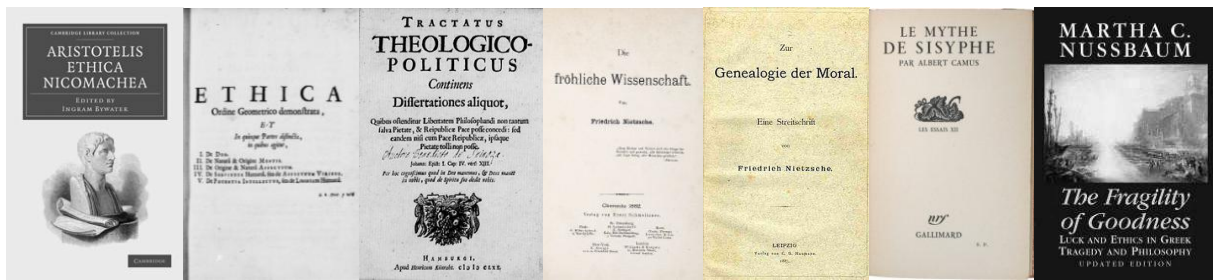 CAMBRIDGE LIBRARY COLLECTION
ARISTOTELIS
ETHICA
NICOMACHEA
EDITED BY
INGRAM BYWATER
CAMBRIDGE
ETHICA
Ordine Geometrico demonstrata,
ET
In quinque Partes distincta,
in quibus agitur,
I. De Deo.
II. De Natura & Origine Mentis.
III. De Origine & Natura Affectuum.
IV. De Servitute Humana, seu de Affectuum Viribus.
V. De Potentia Intellectus, seu de Libertate Humana.
TRACTATUS
THEOLOGICO-
POLITICUS
Continens
Dissertationes aliquot,
Quibus ostenditur Libertatem Philosophandi non tantum
salva Pietate, & Reipublicæ Pace posse concedi: sed
eandem nisi cum Pace Reipublicæ, ipsaque
Pietate tolli non posse.
Johann: Epist: I. Cap: IV. vers: XIII.
Per hoc cognoscimus quod in Deo manemus, & Deus manet
in nobis, quod de Spiritu suo dedit nobis.
HAMBURGI,
Apud Henricum Künraht. CIↃ IↃ CLXX.
Die
fröhliche Wissenschaft.
Von
Friedrich Nietzsche.
Chemnitz 1882
Verlag von Ernst Schmeitzner.
Zur
Genealogie der Moral.
Eine Streitschrift
von
Friedrich Nietzsche.
LEIPZIG
Verlag von C. G. Naumann.
1887.
LE MYTHE
DE SISYPHE
PAR ALBERT CAMUS
LES ESSAIS XII
nrf
GALLIMARD
MARTHA C.
NUSSBAUM
The Fragility
of Goodness
LUCK AND ETHICS IN GREEK
TRAGEDY AND PHILOSOPHY
UPDATED EDITION